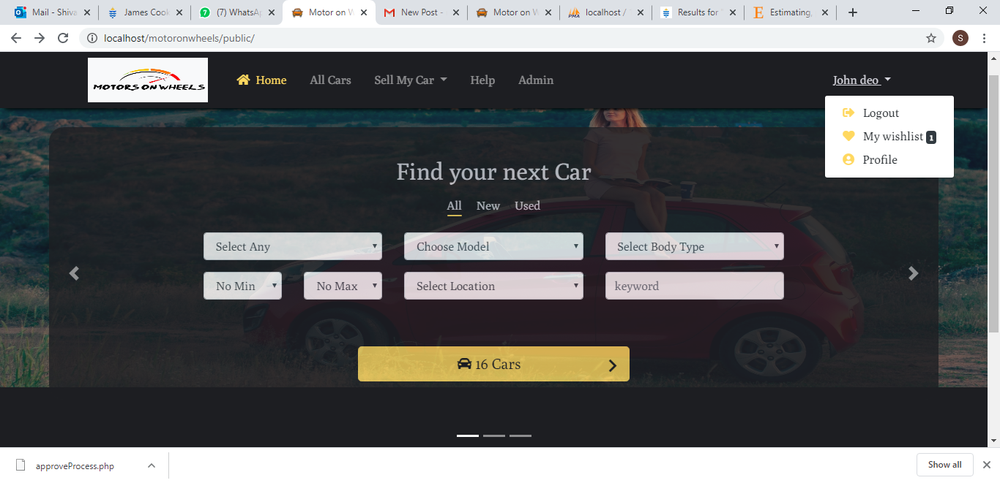 Mail - Shiva
James Cook
(7) WhatsAp
Motor on W
New Post -
Motor on W
localhost /
Results for
Estimating,
localhost/motoronwheels/public/
S
MOTORS ON WHEELS
Home
All Cars
Sell My Car
Help
Admin
John deo
Logout
My wishlist 1
Profile
Find your next Car
All New Used
Select Any
Choose Model
Select Body Type
No Min
No Max
Select Location
keyword
16 Cars
approveProcess.php
Show all